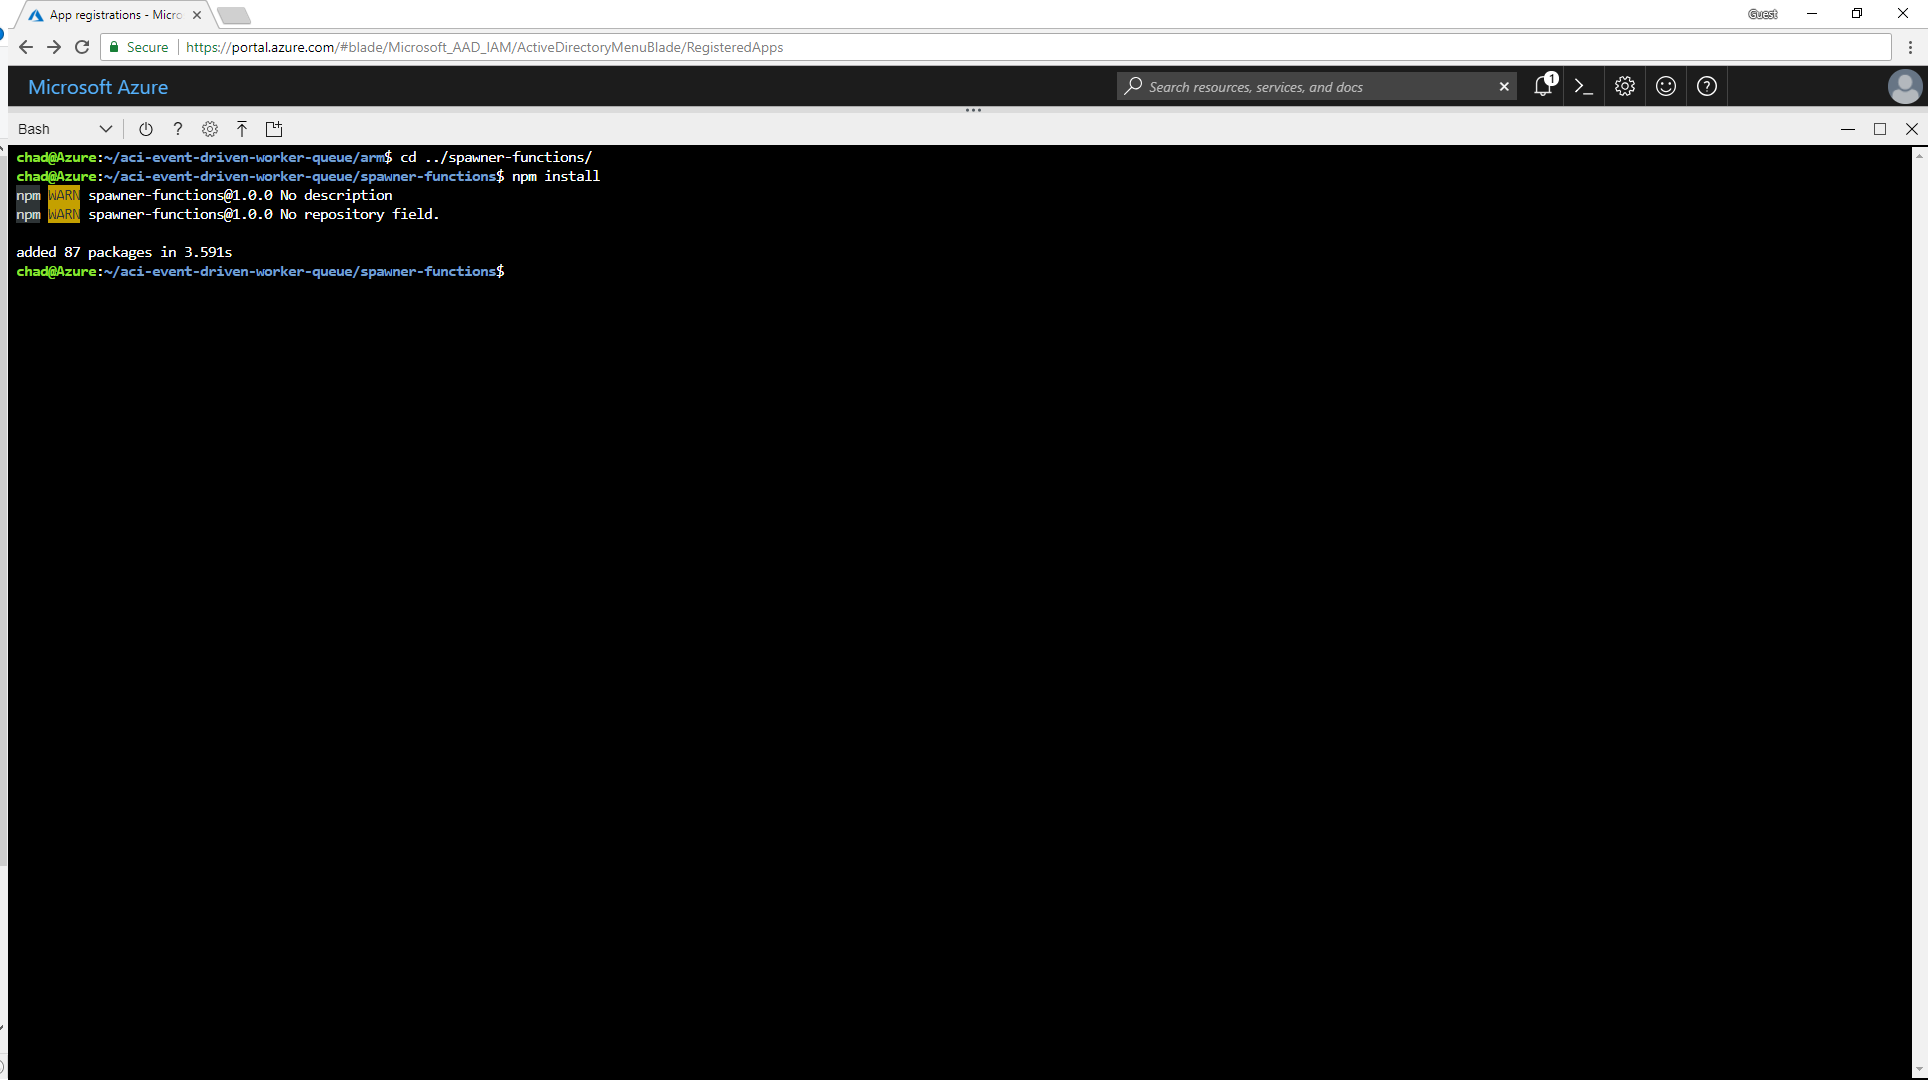 App registrations - Micro
Guest
Secure
https://portal.azure.com/#blade/Microsoft_AAD_IAM/ActiveDirectoryMenuBlade/RegisteredApps
Microsoft Azure
Search resources, services, and docs
1
Bash
chad@Azure:~/aci-event-driven-worker-queue/arm$ cd ../spawner-functions/
chad@Azure:~/aci-event-driven-worker-queue/spawner-functions$ npm install
npm WARN spawner-functions@1.0.0 No description
npm WARN spawner-functions@1.0.0 No repository field.
added 87 packages in 3.591s
chad@Azure:~/aci-event-driven-worker-queue/spawner-functions$